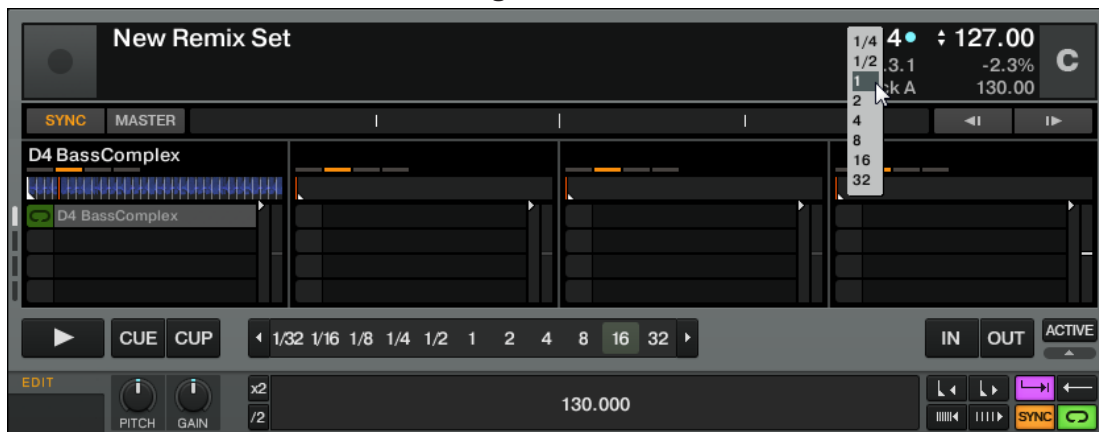 New Remix Set 1/4 4 127.00
1/2 .3.1 -2.3% C
1 ck A 130.00
2
4
8
16
32
SYNC MASTER
D4 BassComplex
D4 BassComplex
CUE CUP 1/32 1/16 1/8 1/4 1/2 1 2 4 8 16 32 IN OUT ACTIVE
EDIT
x2
/2
130.000
PITCH GAIN
SYNC